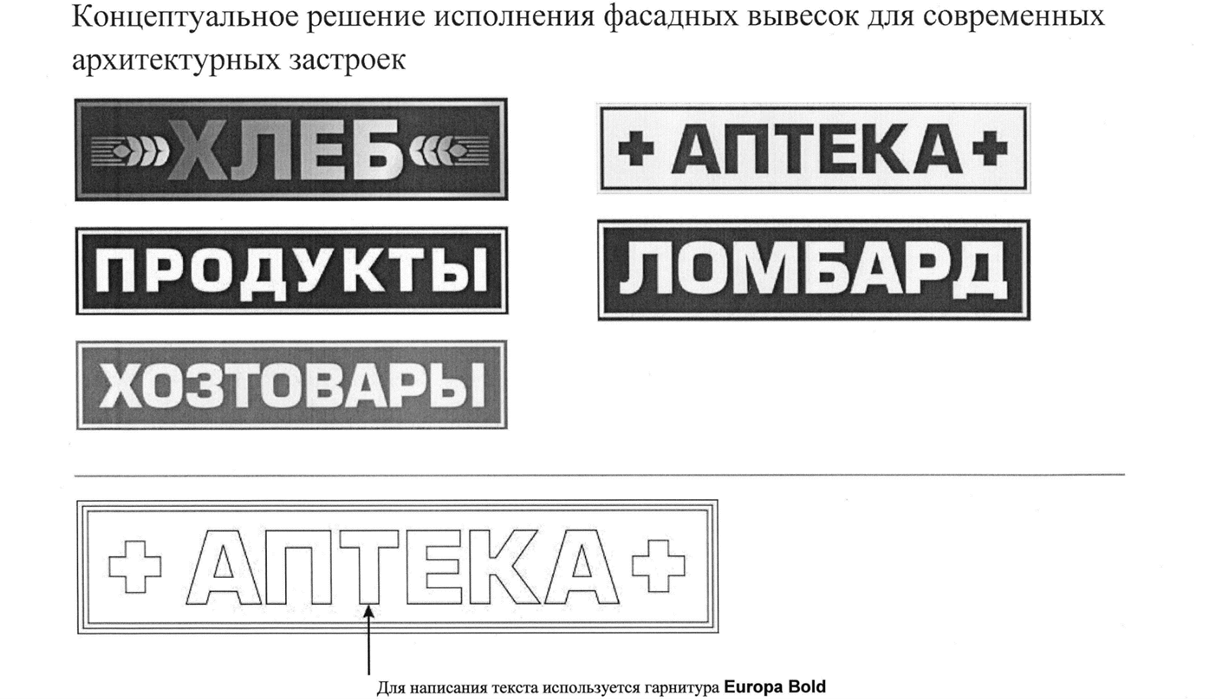 Концептуальное решение исполнения фасадных вывесок для современных
архитектурных застроек
ХЛЕБ
АПТЕКА
ПРОДУКТЫ
ЛОМБАРД
ХОЗТОВАРЫ
АПТЕКА
Для написания текста используется гарнитура Europa Bold